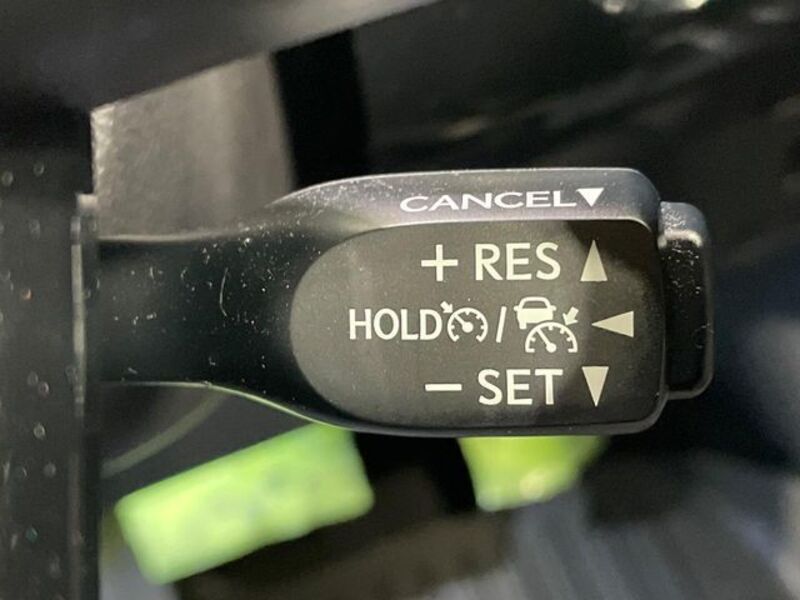 CANCEL▼
+ RES ▲
HOLD / ◀
− SET ▼